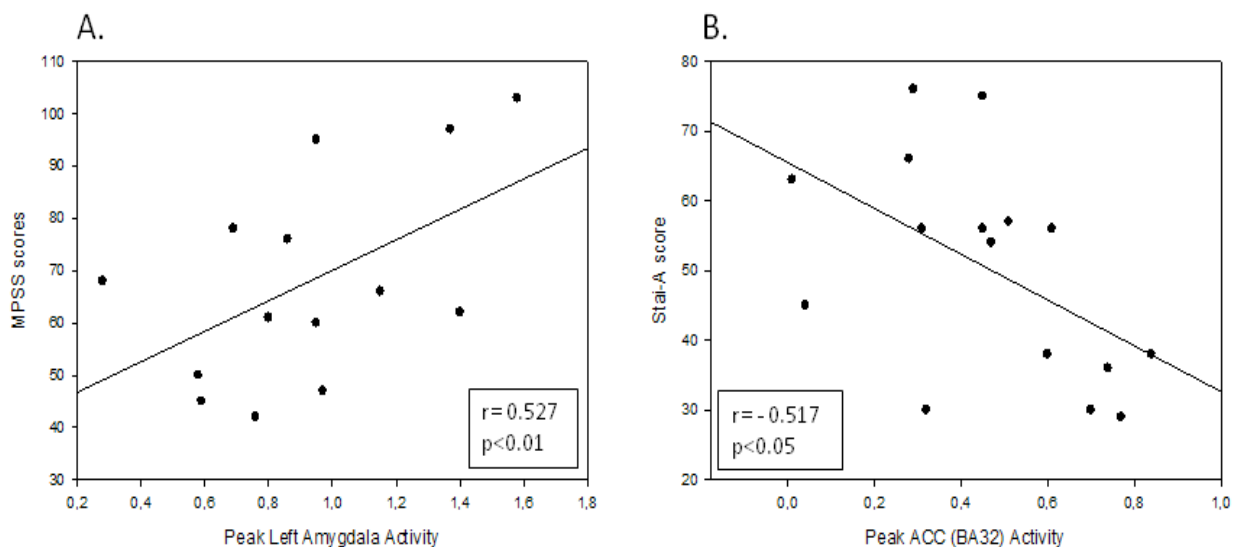 A.
MPSS scores
110
100
90
80
70
60
50
40
30
0,2 0,4 0,6 0,8 1,0 1,2 1,4 1,6 1,8
Peak Left Amygdala Activity
r= 0.527
p<0.01
B.
Stai-A score
80
70
60
50
40
30
20
0,0 0,2 0,4 0,6 0,8 1,0
Peak ACC (BA32) Activity
r= - 0.517
p<0.05